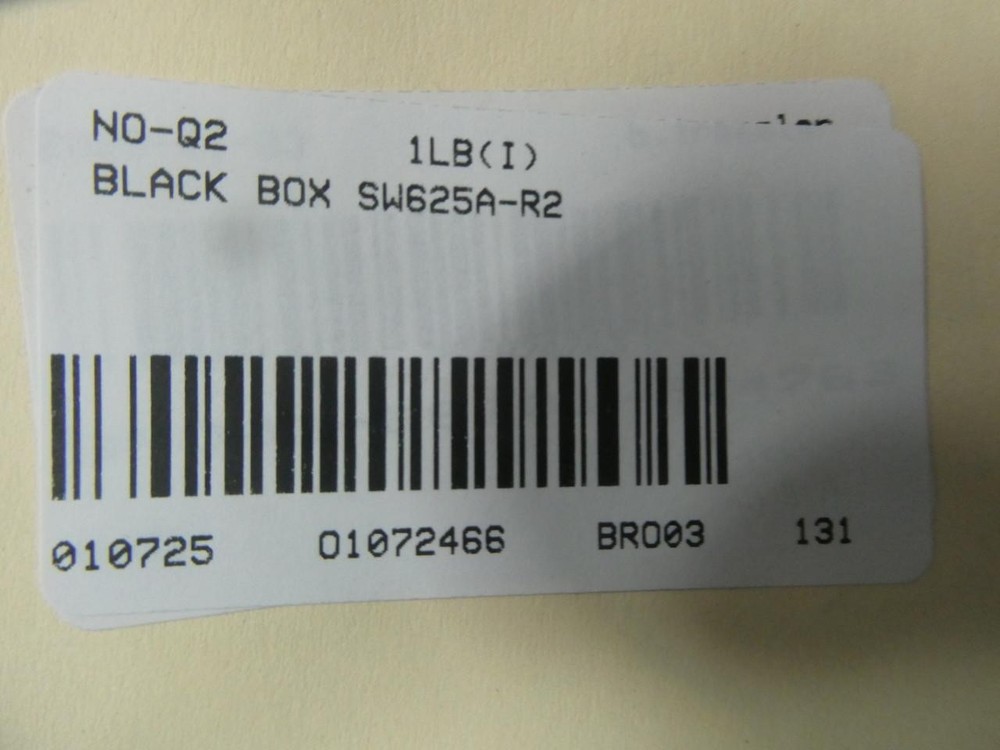 NO-Q2 1LB(I)
BLACK BOX SW625A-R2
010725 01072466 BR003 131